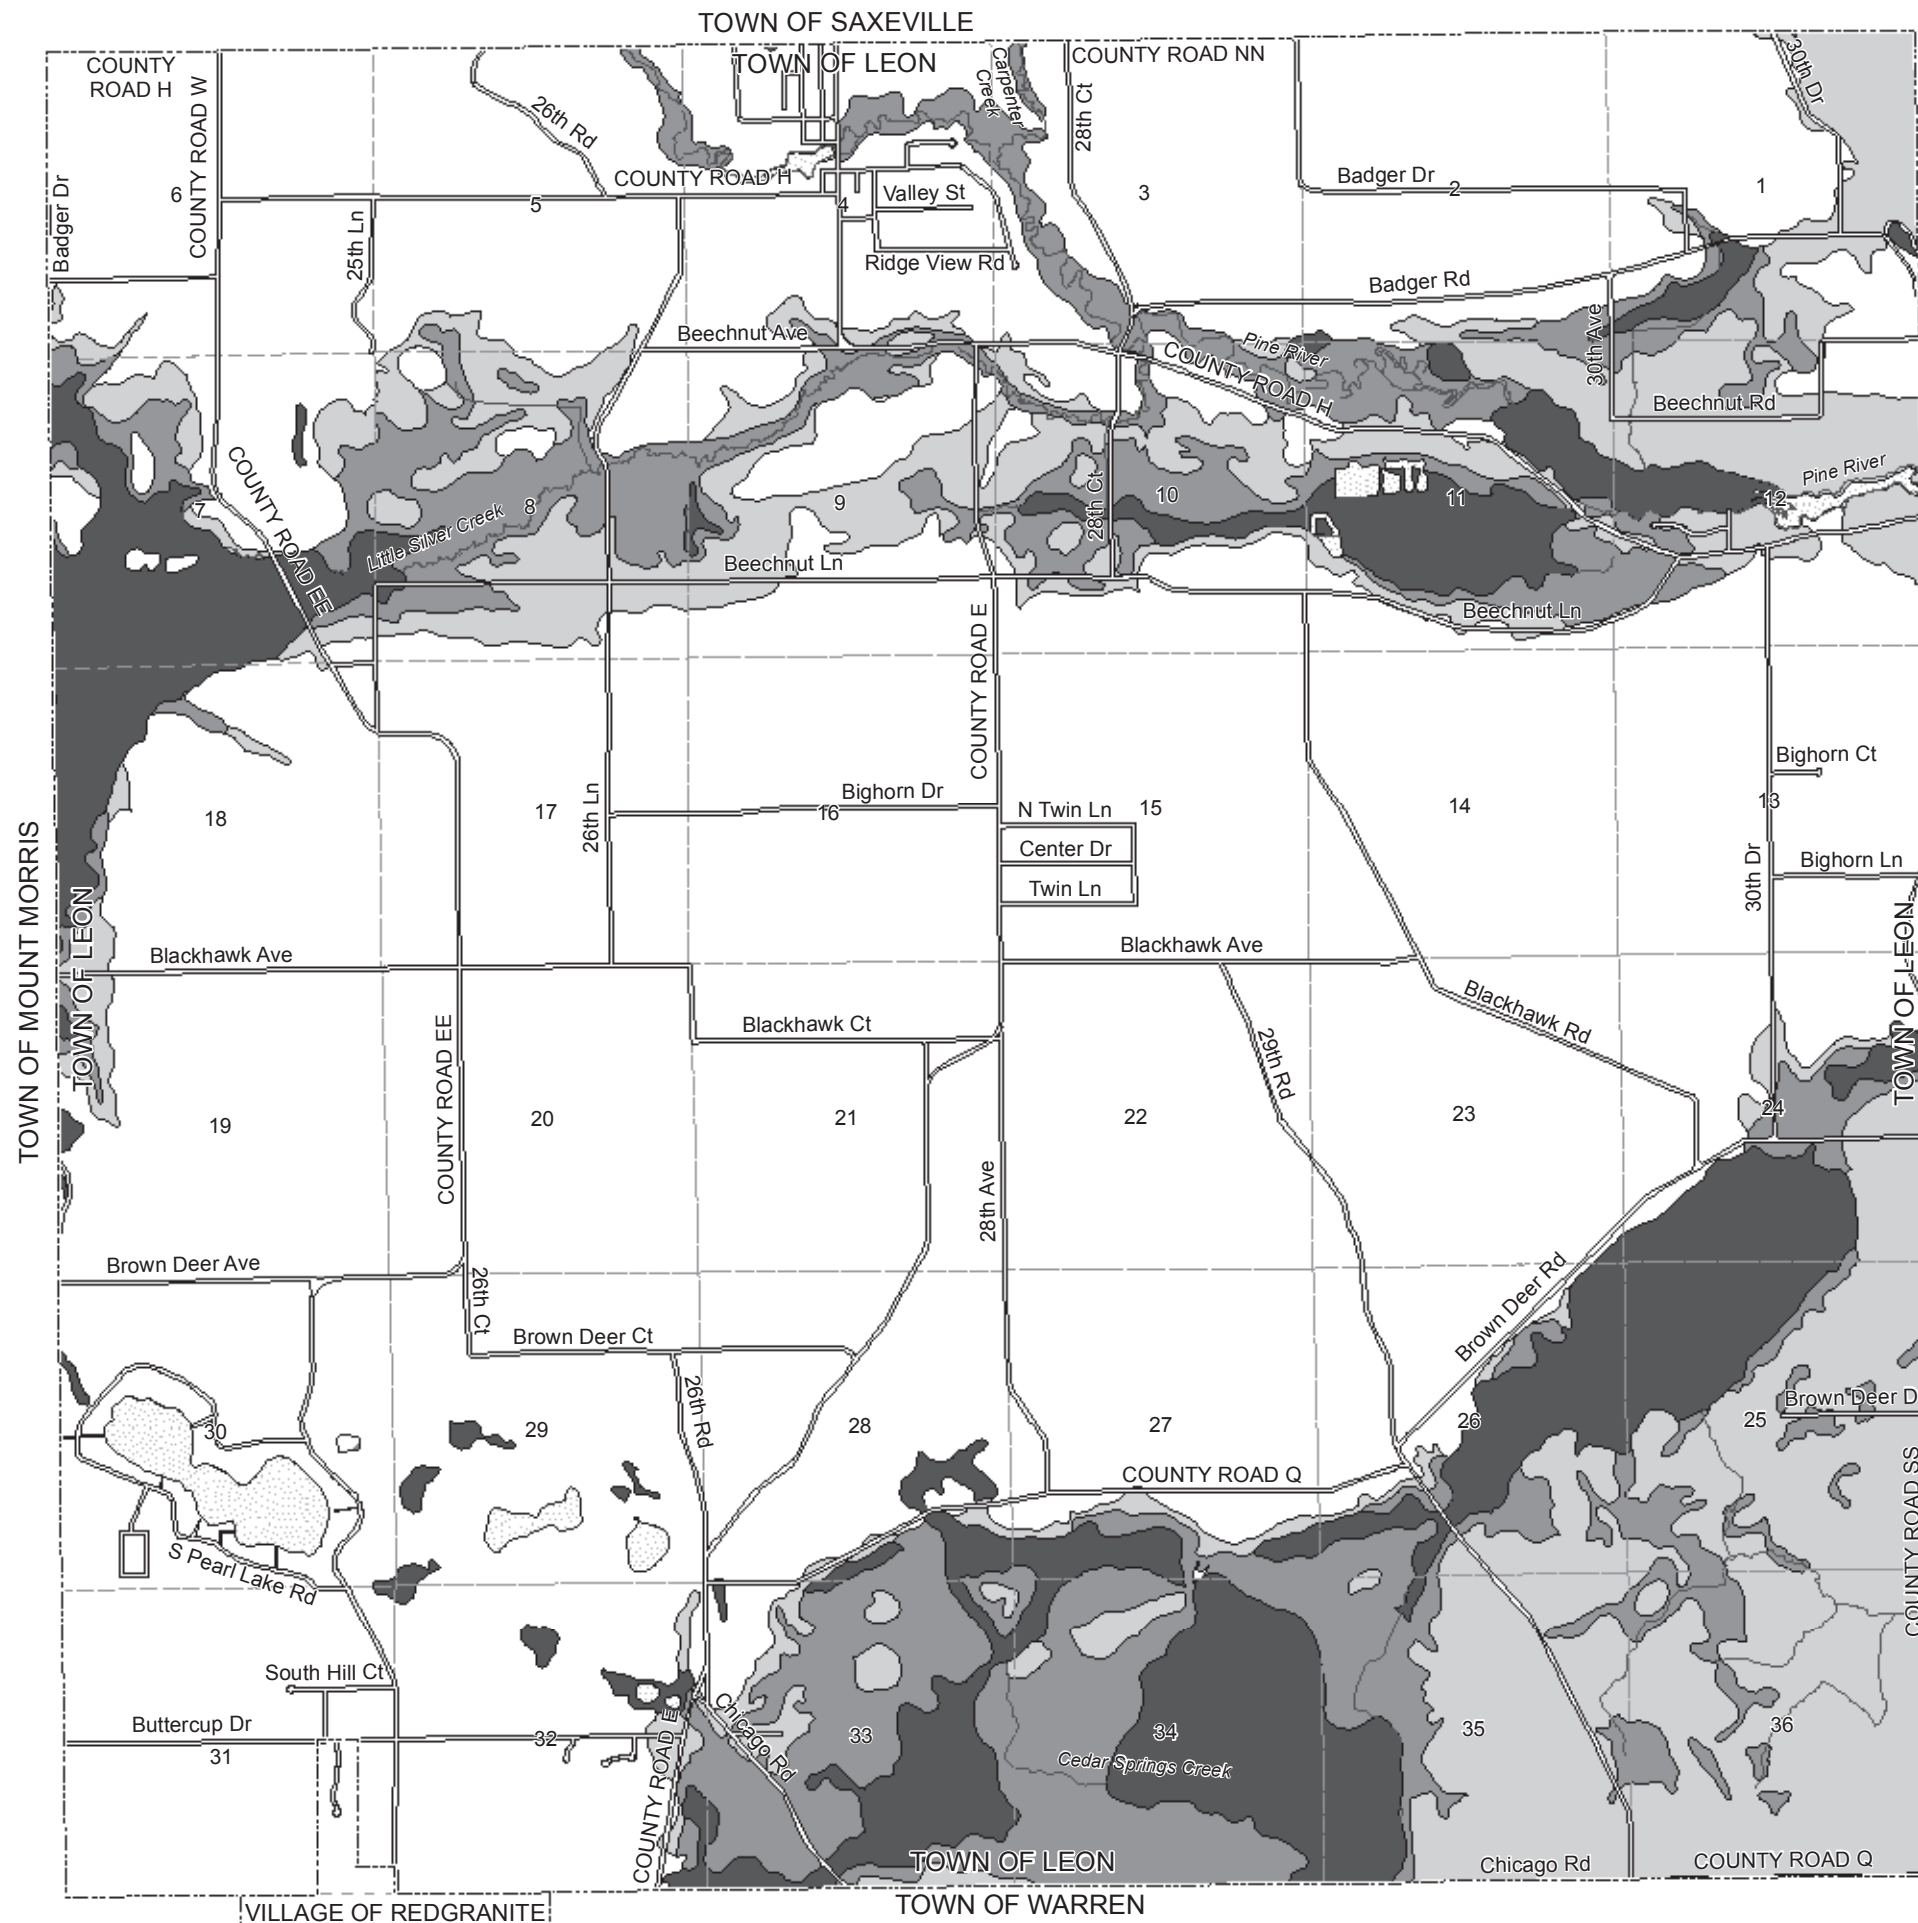 TOWN OF SAXEVILLE
TOWN OF LEON
COUNTY
ROAD H
COUNTY ROAD W
26th Rd
Carpenter
Creek
COUNTY ROAD NN
28th Ct
30th Dr
Badger Dr
6
COUNTY ROAD H
5
4
Valley St
3
Badger Dr
2
1
25th Ln
Ridge View Rd
Badger Rd
Beechnut Ave
Pine River
COUNTY ROAD H
30th Ave
Beechnut Rd
COUNTY ROAD EE
7
Little Silver Creek
8
9
28th Ct
10
11
12
Pine River
Beechnut Ln
Beechnut Ln
COUNTY ROAD E
18
17
26th Ln
Bighorn Dr
16
N Twin Ln
15
Center Dr
Twin Ln
14
Bighorn Ct
13
30th Dr
Bighorn Ln
TOWN OF MOUNT MORRIS
TOWN OF LEON
TOWN OF LEON
Blackhawk Ave
Blackhawk Ave
Blackhawk Ct
Blackhawk Rd
29th Rd
COUNTY ROAD EE
19
20
21
22
23
24
28th Ave
Brown Deer Ave
26th Ct
Brown Deer Ct
Brown Deer Rd
26th Rd
30
29
28
27
26
25
Brown Deer D
COUNTY ROAD Q
COUNTY ROAD SS
S Pearl Lake Rd
South Hill Ct
Buttercup Dr
31
32
COUNTY ROAD E
Chicago Rd
33
34
Cedar Springs Creek
35
36
TOWN OF LEON
Chicago Rd
COUNTY ROAD Q
VILLAGE OF REDGRANITE
TOWN OF WARREN